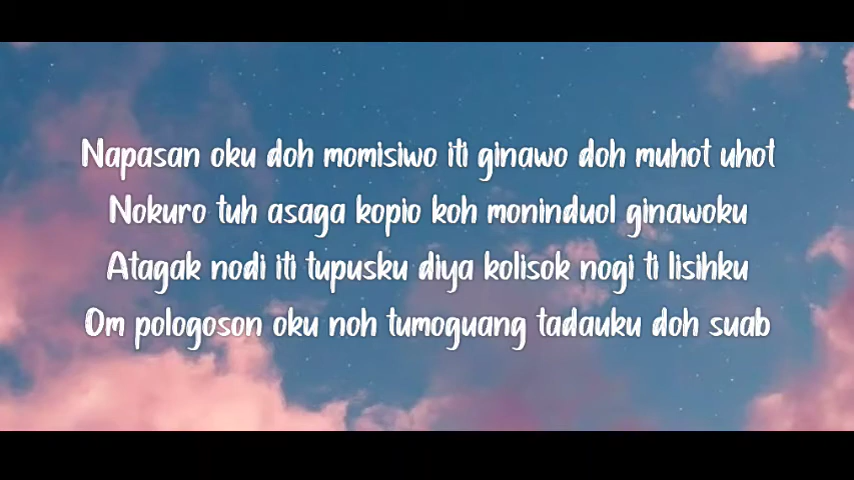 Napasan oku doh momisiwo iti ginawo doh muhot uhot
Nokuro tuh asaga kopio koh moninduol ginawoku
Atagak nodi iti tupusku diya kolisok nogi ti lisihku
Om pologoson oku noh tumoguang tadauku doh suab